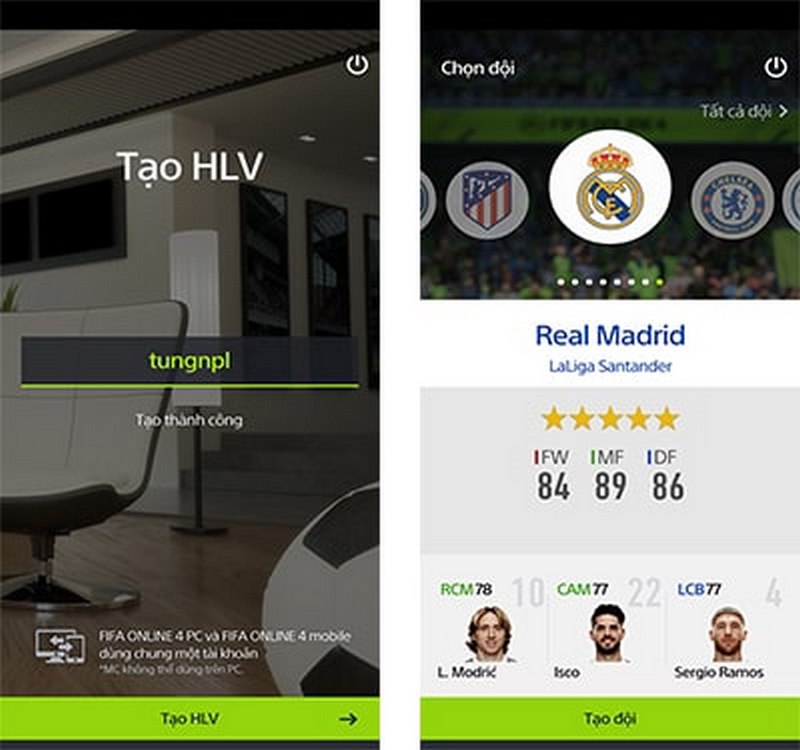 Tạo HLV
tungnpl
Tạo thành công
FIFA ONLINE 4 PC và FIFA ONLINE 4 mobile
dùng chung một tài khoản
*MC không thể dùng trên PC.
Tạo HLV
Chọn đội
Tất cả đội
CHELSEA
Real Madrid
LaLiga Santander
FW MF DF
84 89 86
RCM 78 10 CAM 77 22 LCB 77 4
L. Modrić Isco Sergio Ramos
Tạo đội